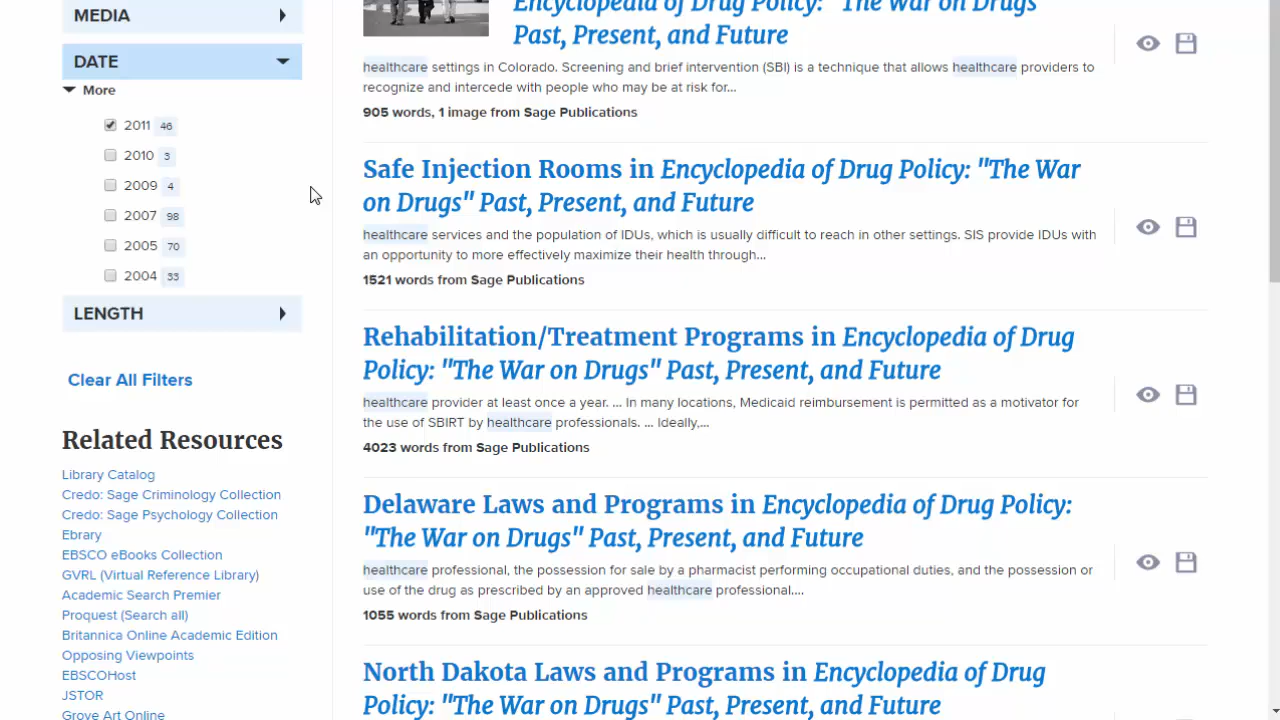 MEDIA
DATE
More
2011 46
2010 3
2009 4
2007 98
2005 70
2004 33
LENGTH
Clear All Filters
Related Resources
Library Catalog
Credo: Sage Criminology Collection
Credo: Sage Psychology Collection
Ebrary
EBSCO eBooks Collection
GVRL (Virtual Reference Library)
Academic Search Premier
Proquest (Search all)
Britannica Online Academic Edition
Opposing Viewpoints
EBSCOHost
JSTOR
Grove Art Online
Encyclopedia of Drug Policy: "The War on Drugs"
Past, Present, and Future
healthcare settings in Colorado. Screening and brief intervention (SBI) is a technique that allows healthcare providers to
recognize and intercede with people who may be at risk for...
905 words, 1 image from Sage Publications
Safe Injection Rooms in Encyclopedia of Drug Policy: "The War
on Drugs" Past, Present, and Future
healthcare services and the population of IDUs, which is usually difficult to reach in other settings. SIS provide IDUs with
an opportunity to more effectively maximize their health through...
1521 words from Sage Publications
Rehabilitation/Treatment Programs in Encyclopedia of Drug
Policy: "The War on Drugs" Past, Present, and Future
healthcare provider at least once a year. ... In many locations, Medicaid reimbursement is permitted as a motivator for
the use of SBIRT by healthcare professionals. ... Ideally,...
4023 words from Sage Publications
Delaware Laws and Programs in Encyclopedia of Drug Policy:
"The War on Drugs" Past, Present, and Future
healthcare professional, the possession for sale by a pharmacist performing occupational duties, and the possession or
use of the drug as prescribed by an approved healthcare professional....
1055 words from Sage Publications
North Dakota Laws and Programs in Encyclopedia of Drug
Policy: "The War on Drugs" Past, Present, and Future